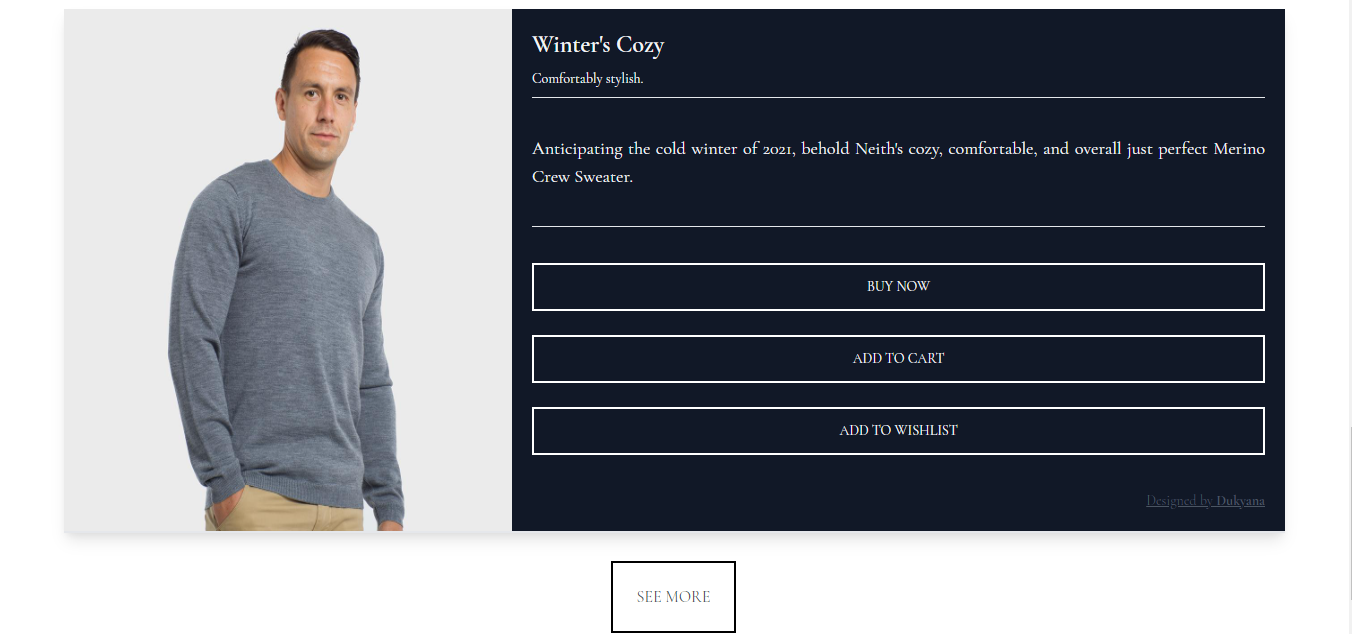 Winter's Cozy
Comfortably stylish.
Anticipating the cold winter of 2021, behold Neith's cozy, comfortable, and overall just perfect Merino
Crew Sweater.
BUY NOW
ADD TO CART
ADD TO WISHLIST
Designed by Dukyana
SEE MORE